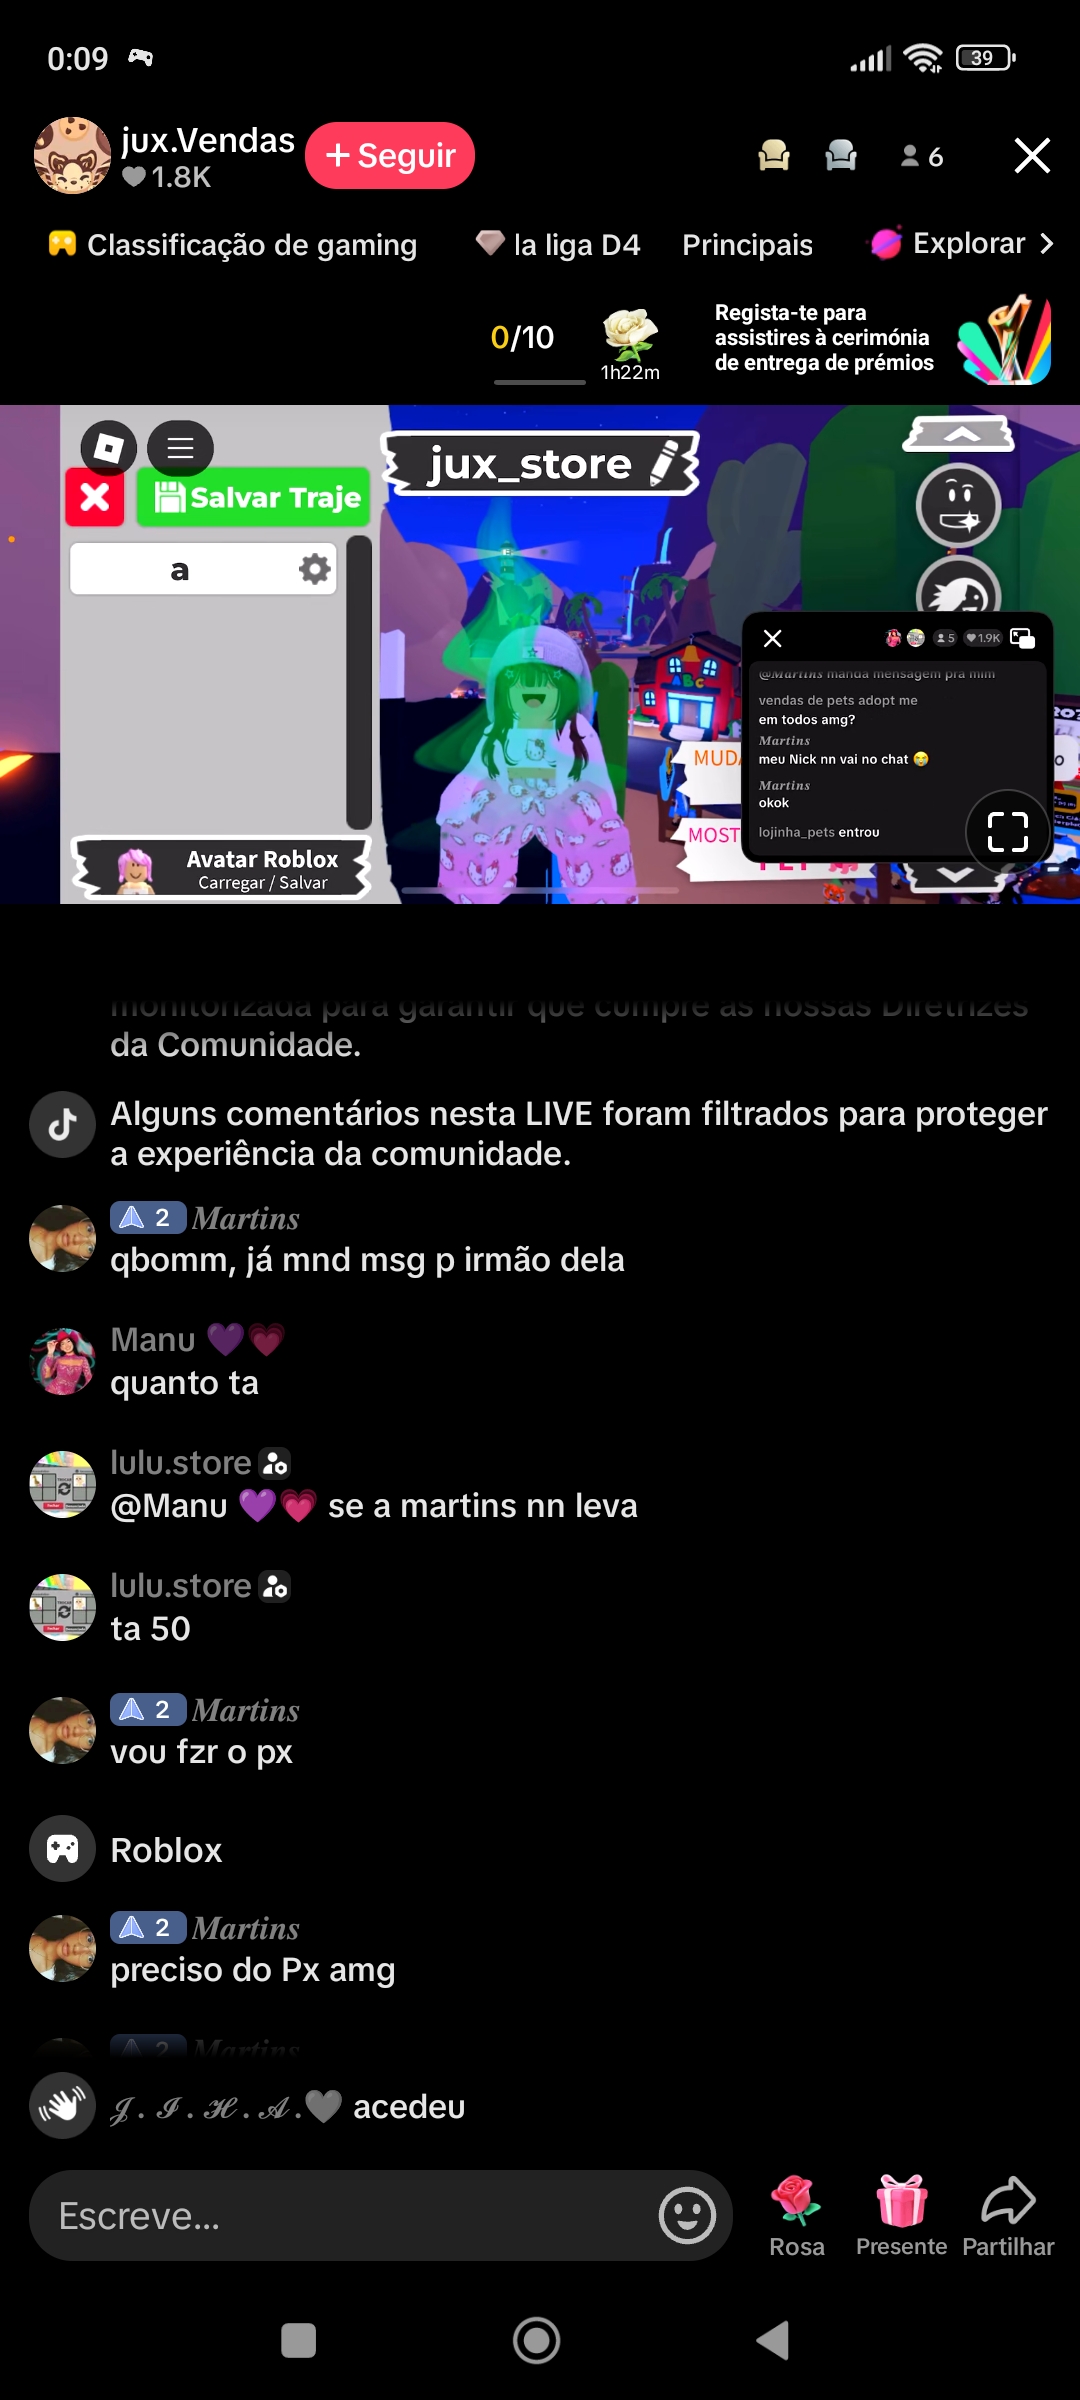 0:09
39
jux.Vendas
1.8K
+ Seguir
6
Classificação de gaming
la liga D4
Principais
Explorar >
0/10
1h22m
Regista-te para
assistires à cerimónia
de entrega de prémios
jux_store
Salvar Traje
a
Avatar Roblox
Carregar / Salvar
MUDA
MOST
5
1.9K
@Martins manda mensagem pra mim
vendas de pets adopt me
em todos amg?
Martins
meu Nick nn vai no chat 😭
Martins
okok
lojinha_pets entrou
monitorizada para garantir que cumpre as nossas Diretrizes
da Comunidade.
Alguns comentários nesta LIVE foram filtrados para proteger
a experiência da comunidade.
2 Martins
qbomm, já mnd msg p irmão dela
Manu 💜💗
quanto ta
lulu.store
@Manu 💜💗 se a martins nn leva
lulu.store
ta 50
2 Martins
vou fzr o px
Roblox
2 Martins
preciso do Px amg
2 Martins
𝒥.𝒥.ℋ.𝒜.🩶 acedeu
Escreve...
Rosa
Presente
Partilhar